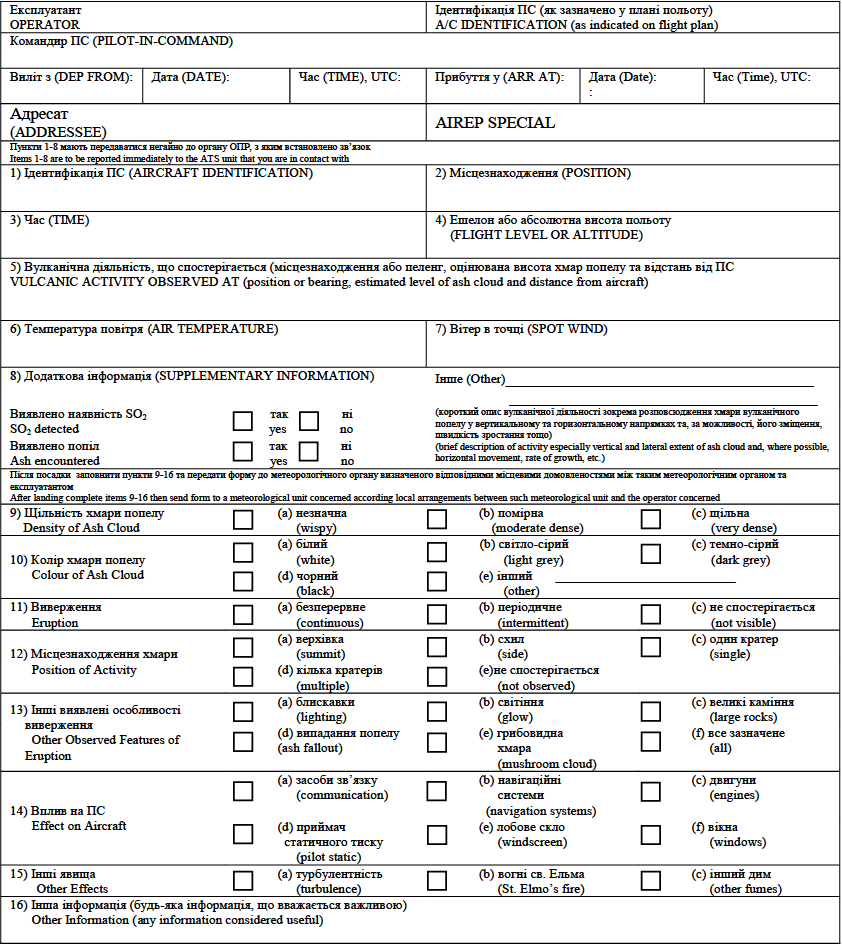 Експлуатант
OPERATOR
Ідентифікація ПС (як зазначено у плані польоту)
A/C IDENTIFICATION (as indicated on flight plan)
Командир ПС (PILOT-IN-COMMAND)
Виліт з (DEP FROM):
Дата (DATE):
Час (TIME), UTC:
Прибуття у (ARR AT):
Дата (Date):
:
Час (Time), UTC:
Адресат
(ADDRESSEE)
AIREP SPECIAL
Пункти 1-8 мають передаватися негайно до органу ОПР, з яким встановлено зв’язок
Items 1-8 are to be reported immediately to the ATS unit that you are in contact with
1) Ідентифікація ПС (AIRCRAFT IDENTIFICATION)
2) Місцезнаходження (POSITION)
3) Час (TIME)
4) Ешелон або абсолютна висота польоту
(FLIGHT LEVEL OR ALTITUDE)
5) Вулканічна діяльність, що спостерігається (місцезнаходження або пеленг, оцінювана висота хмар попелу та відстань від ПС
VULCANIC ACTIVITY OBSERVED AT (position or bearing, estimated level of ash cloud and distance from aircraft)
6) Температура повітря (AIR TEMPERATURE)
7) Вітер в точці (SPOT WIND)
8) Додаткова інформація (SUPPLEMENTARY INFORMATION)
Виявлено наявність SO2
SO2 detected
так
yes
ні
no
Виявлено попіл
Ash encountered
так
yes
ні
no
Інше (Other)
(короткий опис вулканічної діяльності зокрема розповсюдження хмари вулканічного
попелу у вертикальному та горизонтальному напрямках та, за можливості, його зміщення,
швидкість зростання тощо)
(brief description of activity especially vertical and lateral extent of ash cloud and, where possible,
horizontal movement, rate of growth, etc.)
Після посадки заповнити пункти 9-16 та передати форму до метеорологічного органу визначеного відповідними місцевими домовленостями між таким метеорологічним органом та
експлуатантом
After landing complete items 9-16 then send form to a meteorological unit concerned according local arrangements between such meteorological unit and the operator concerned
9) Щільність хмари попелу
Density of Ash Cloud
(a) незначна
(wispy)
(b) помірна
(moderate dense)
(c) щільна
(very dense)
10) Колір хмари попелу
Colour of Ash Cloud
(a) білий
(white)
(b) світло-сірий
(light grey)
(c) темно-сірий
(dark grey)
(d) чорний
(black)
(e) інший
(other)
11) Виверження
Eruption
(a) безперервне
(continuous)
(b) періодичне
(intermittent)
(c) не спостерігається
(not visible)
12) Місцезнаходження хмари
Position of Activity
(a) верхівка
(summit)
(b) схил
(side)
(c) один кратер
(single)
(d) кілька кратерів
(multiple)
(e)не спостерігається
(not observed)
13) Інші виявлені особливості
виверження
Other Observed Features of
Eruption
(a) блискавки
(lighting)
(b) світіння
(glow)
(c) великі каміння
(large rocks)
(d) випадання попелу
(ash fallout)
(e) грибовидна
хмара
(mushroom cloud)
(f) все зазначене
(all)
14) Вплив на ПС
Effect on Aircraft
(a) засоби зв’язку
(communication)
(b) навігаційні
системи
(navigation systems)
(c) двигуни
(engines)
(d) приймач
статичного тиску
(pilot static)
(e) лобове скло
(windscreen)
(f) вікна
(windows)
15) Інші явища
Other Effects
(a) турбулентність
(turbulence)
(b) вогні св. Ельма
(St. Elmo’s fire)
(c) інший дим
(other fumes)
16) Інша інформація (будь-яка інформація, що вважається важливою)
Other Information (any information considered useful)